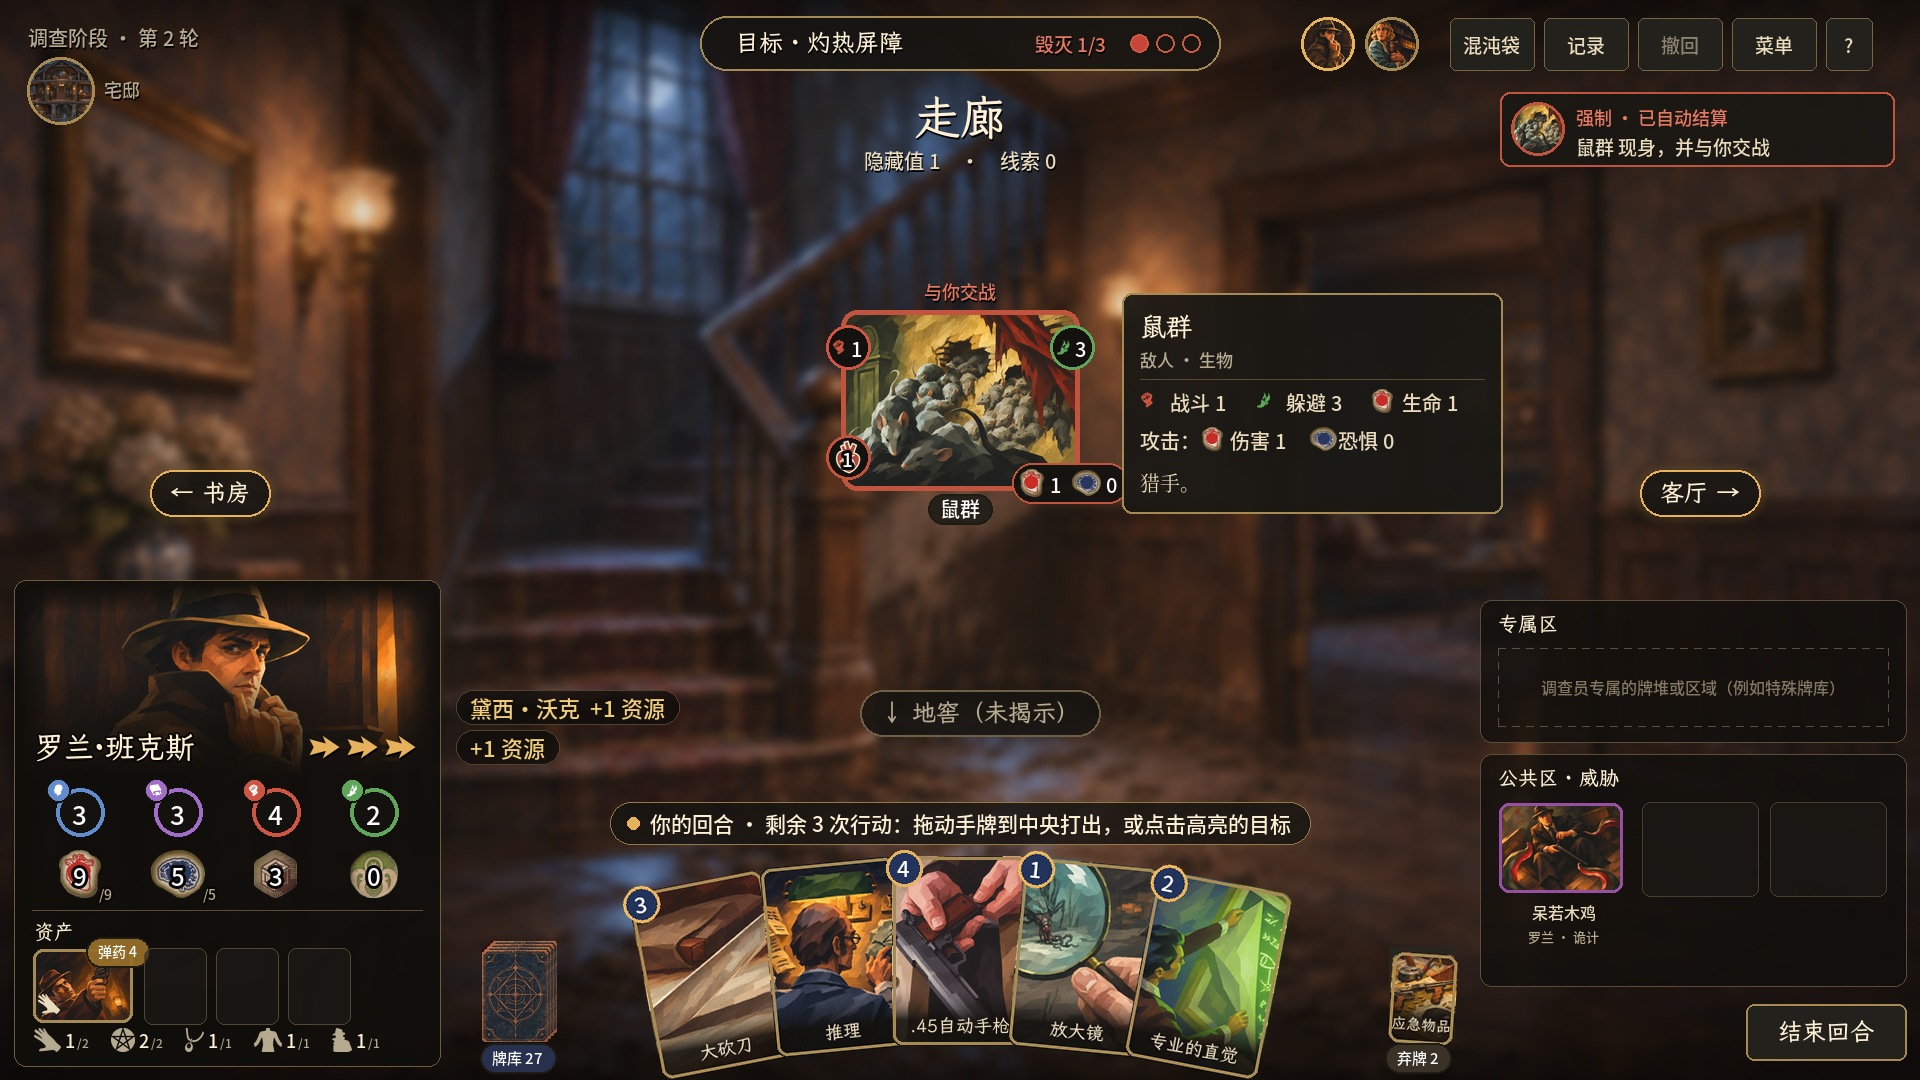 调查阶段 · 第 2 轮
宅邸
目标 · 灼热屏障
毁灭 1/3
混沌袋
记录
撤回
菜单
?
强制 · 已自动结算
鼠群 现身，并与你交战
走廊
隐藏值 1 · 线索 0
与你交战
1
3
1
1 0
鼠群
鼠群
敌人 · 生物
战斗 1 躲避 3 生命 1
攻击： 伤害 1 恐惧 0
猎手。
← 书房
客厅 →
↓ 地窖（未揭示）
黛西·沃克 +1 资源
+1 资源
罗兰·班克斯
3 3 4 2
9/9 5/5 3 0
资产
弹药 4
1/2 2/2 1/1 1/1 1/1
你的回合 · 剩余 3 次行动：拖动手牌到中央打出，或点击高亮的目标
3
大砍刀
推理
4
.45自动手枪
1
放大镜
2
专业的直觉
牌库 27
应急物品
弃牌 2
专属区
调查员专属的牌堆或区域（例如特殊牌库）
公共区 · 威胁
呆若木鸡
罗兰 · 诡计
结束回合